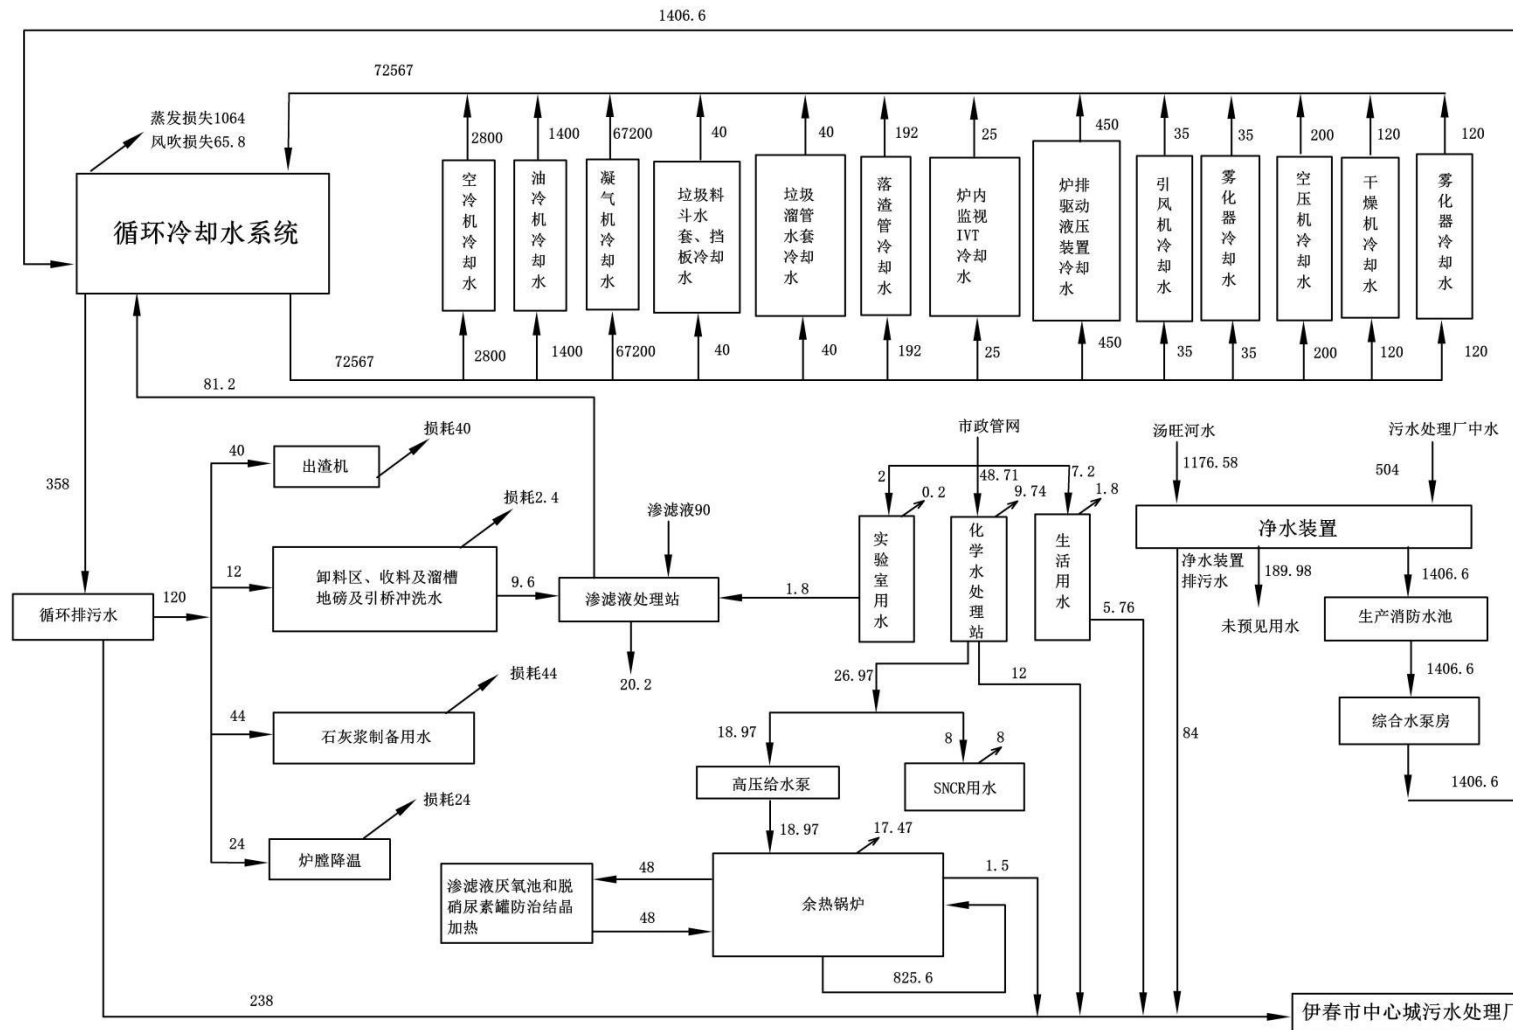 1406.6
72567
蒸发损失1064
风吹损失65.8
2800
1400
67200
40
40
192
25
450
35
35
200
120
120
循环冷却水系统
空冷机冷却水
油冷机冷却水
凝气机冷却水
垃圾料
斗水
套、挡
板冷却
水
垃圾
溜管
水套
冷却
水
落渣管冷却水
炉内
监视
IVT
冷却
水
炉排
驱动
液压
装置
冷却
水
引风机冷却水
雾化器冷却水
空压机冷却水
干燥机冷却水
雾化器冷却水
2800
1400
67200
40
40
192
25
450
35
35
200
120
120
72567
81.2
358
40
出渣机
损耗40
12
卸料区、收料及溜槽
地磅及引桥冲洗水
损耗2.4
9.6
渗滤液90
渗滤液处理站
20.2
1.8
循环排污水
120
44
石灰浆制备用水
损耗44
24
炉膛降温
损耗24
市政管网
2
48.71
7.2
0.2
9.74
1.8
实验室用水
化学水处理站
生活用水
5.76
26.97
12
18.97
8
8
高压给水泵
SNCR用水
18.97
17.47
余热锅炉
1.5
48
48
渗滤液厌氧池和脱
硝尿素罐防治结晶
加热
825.6
汤旺河水
1176.58
污水处理厂中水
504
净水装置
净水装置
排污水
189.98
未预见用水
1406.6
生产消防水池
1406.6
综合水泵房
1406.6
84
238
伊春市中心城污水处理厂